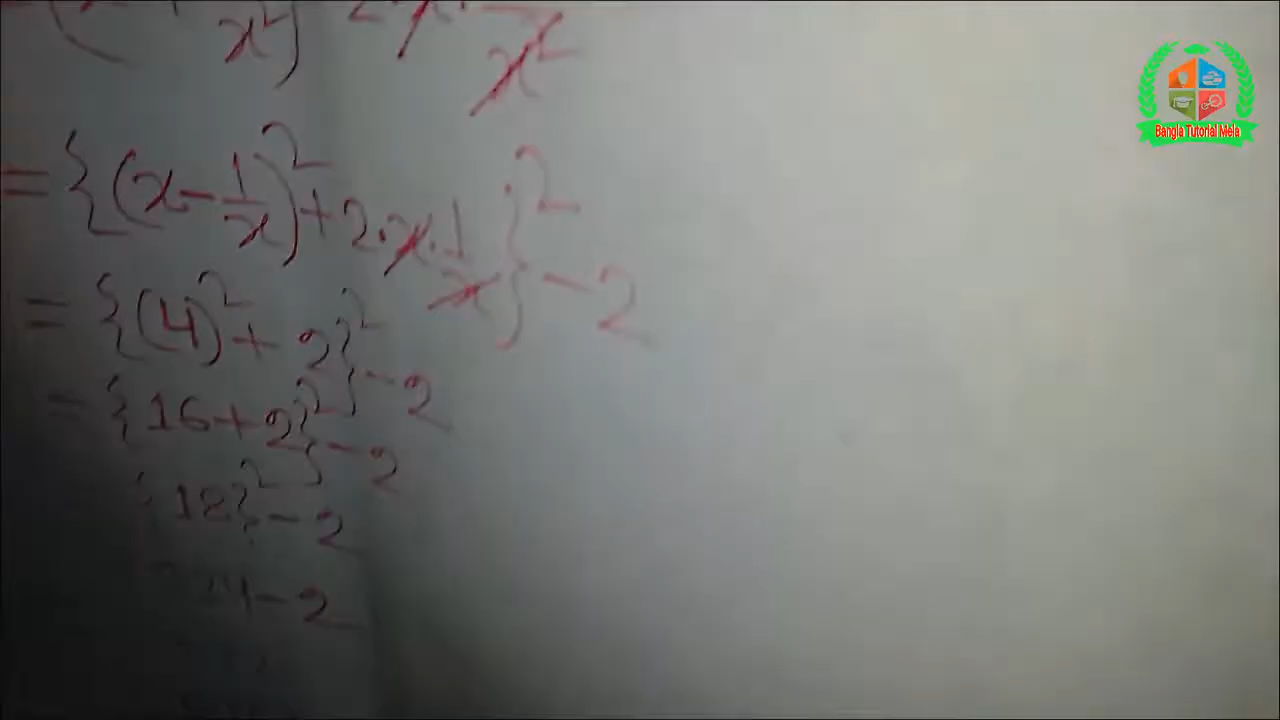 x²) x²
Bangla Tutorial Mela
= {(x - 1/x)² + 2.x.1/x}² - 2
= {(4)² + 2}² - 2
= {16 + 2}² - 2
{18}² - 2
- 2